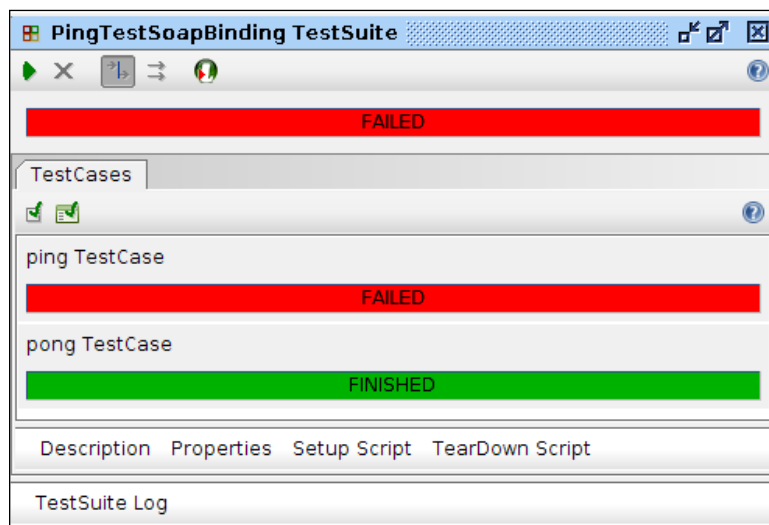 PingTestSoapBinding TestSuite
FAILED
TestCases
ping TestCase
FAILED
pong TestCase
FINISHED
Description Properties Setup Script TearDown Script
TestSuite Log